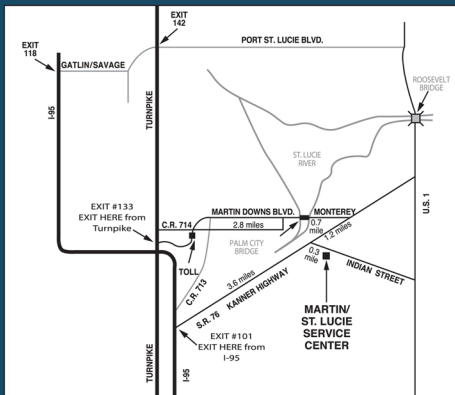 EXIT
142
EXIT
118
PORT ST. LUCIE BLVD.
GATLIN/SAVAGE
ROOSEVELT
BRIDGE
I-95
TURNPIKE
ST. LUCIE
RIVER
U.S. 1
EXIT #133
EXIT HERE from
Turnpike
C.R. 714
MARTIN DOWNS BLVD.
MONTEREY
2.8 miles
0.7
mile
1.2 miles
PALM CITY
BRIDGE
TOLL
C.R. 713
0.3
mile
INDIAN STREET
3.6 miles
S.R. 76 KANNER HIGHWAY
MARTIN/
ST. LUCIE
SERVICE
CENTER
EXIT #101
EXIT HERE from
I-95
TURNPIKE
I-95